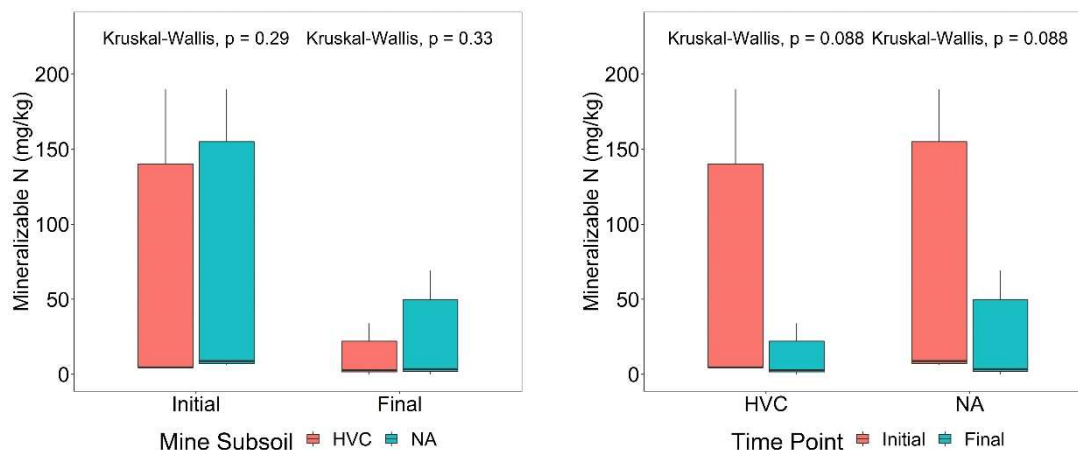 Kruskal-Wallis, p = 0.29 Kruskal-Wallis, p = 0.33
Mineralizable N (mg/kg)
200
150
100
50
0
Initial Final
Mine Subsoil HVC NA
Kruskal-Wallis, p = 0.088 Kruskal-Wallis, p = 0.088
Mineralizable N (mg/kg)
200
150
100
50
0
HVC NA
Time Point Initial Final